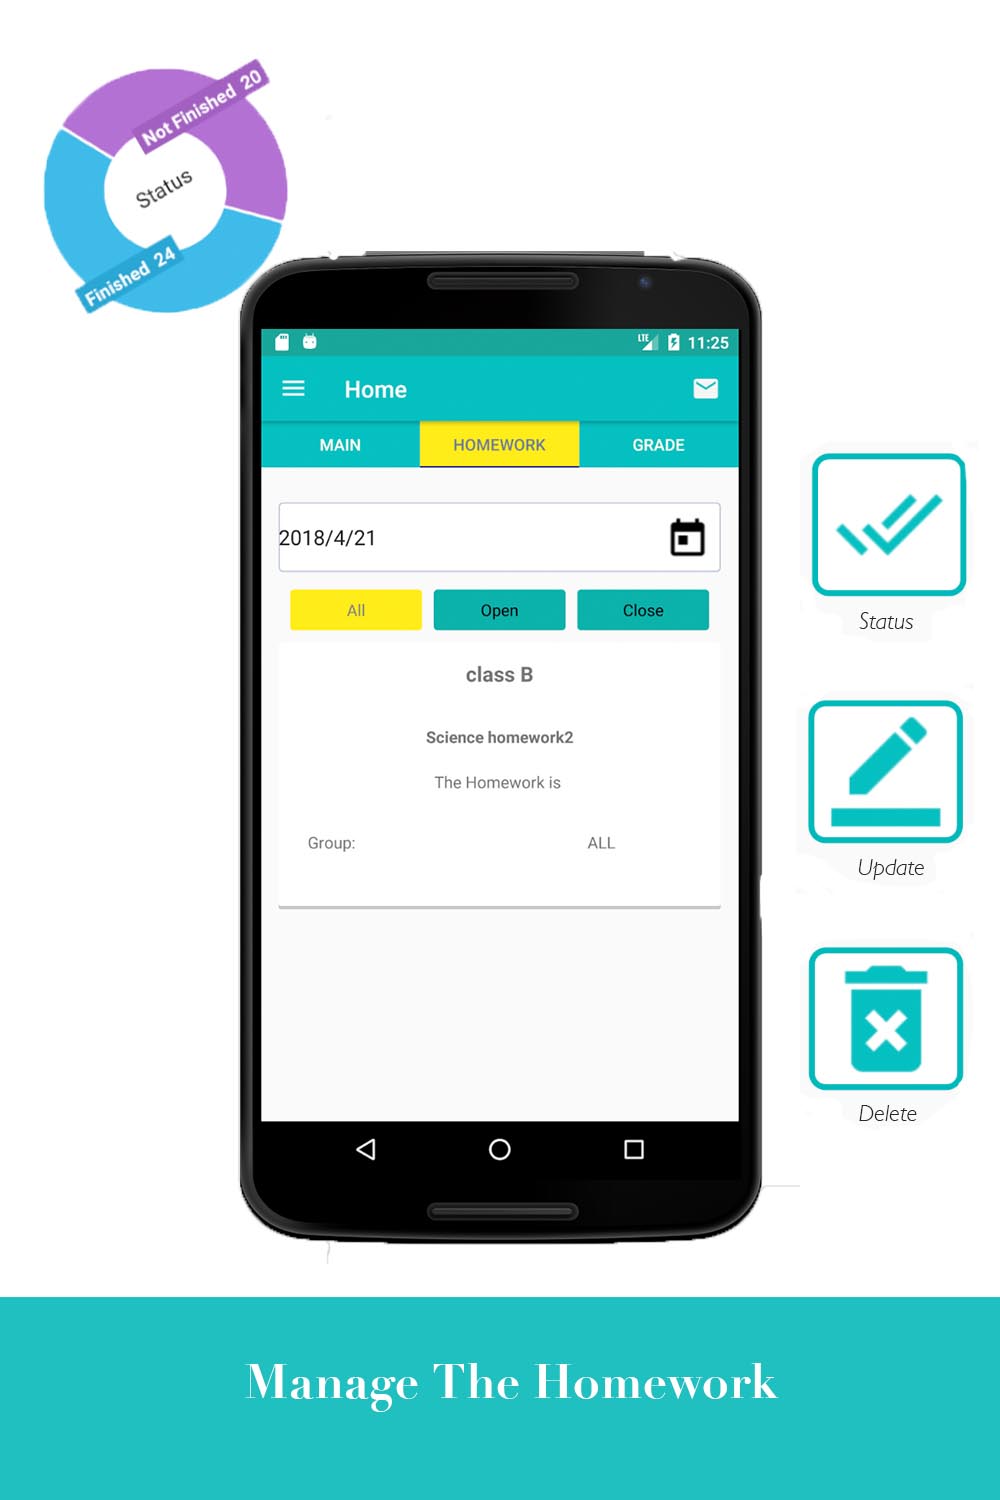 Not Finished 20
Status
Finished 24
LTE 11:25
Home
MAIN HOMEWORK GRADE
2018/4/21
All Open Close
class B
Science homework2
The Homework is
Group: ALL
Status
Update
Delete
Manage The Homework